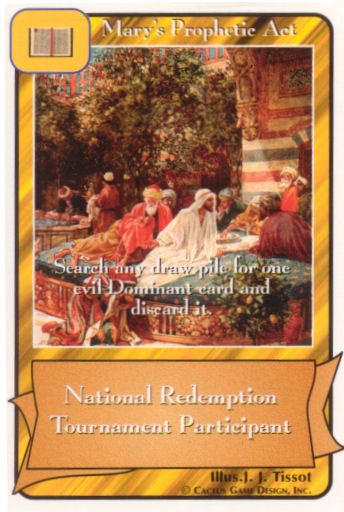 Mary's Prophetic Act
Search any draw pile for one
evil Dominant card and
discard it.
National Redemption
Tournament Participant
Illus.J. J. Tissot
© Cactus Game Design, Inc.